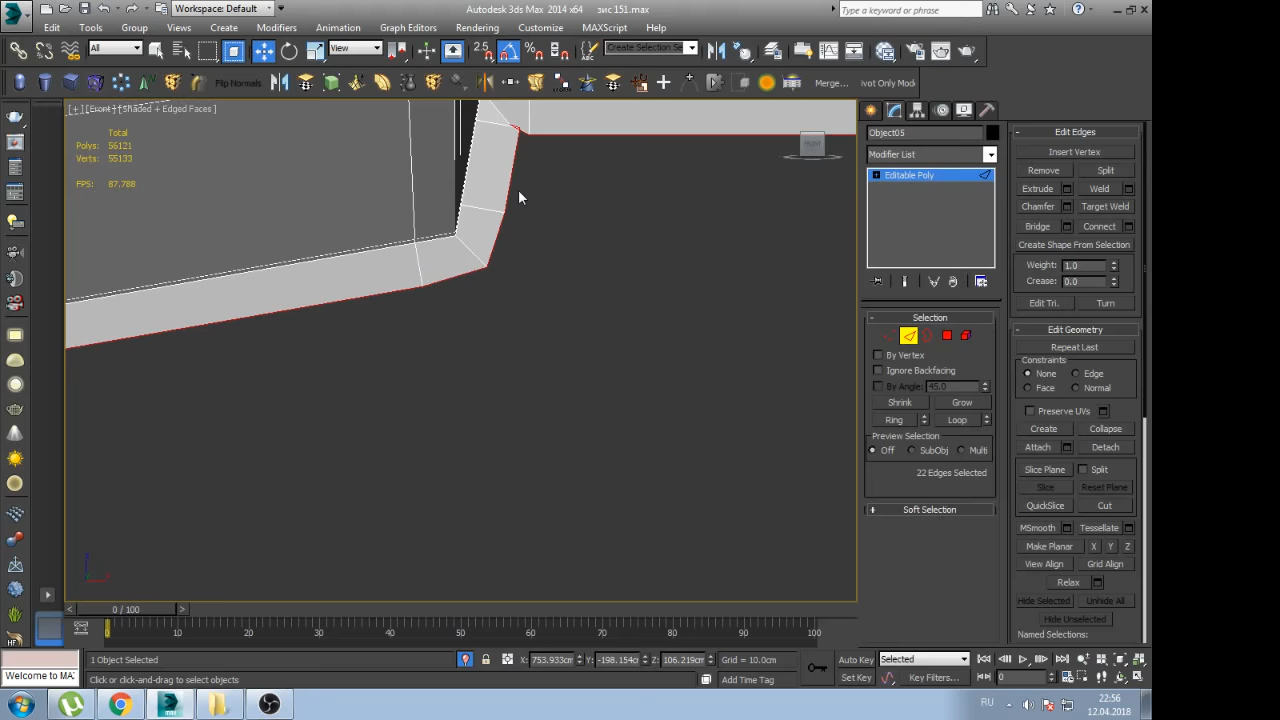 Workspace: Default
Autodesk 3ds Max 2014 x64 зис 151.max
Type a keyword or phrase
Edit Tools Group Views Create Modifiers Animation Graph Editors Rendering Customize MAXScript Help
All View 2.5 Create Selection Se
Flip Normals Merge... ivot Only Mod
[+][Front][Shaded + Edged Faces]
Total
Polys: 56121
Verts: 55133
FPS: 87.788
FRONT
Object05
Modifier List
Editable Poly
Selection
By Vertex
Ignore Backfacing
By Angle: 45.0
Shrink Grow
Ring Loop
Preview Selection
Off SubObj Multi
22 Edges Selected
Soft Selection
Edit Edges
Insert Vertex
Remove Split
Extrude Weld
Chamfer Target Weld
Bridge Connect
Create Shape From Selection
Weight: 1.0
Crease: 0.0
Edit Tri. Turn
Edit Geometry
Repeat Last
Constraints
None Edge
Face Normal
Preserve UVs
Create Collapse
Attach Detach
Slice Plane Split
Slice Reset Plane
QuickSlice Cut
MSmooth Tessellate
Make Planar X Y Z
View Align Grid Align
Relax
Hide Selected Unhide All
Hide Unselected
Named Selections:
0 / 100
0 10 20 30 40 50 60 70 80 90 100
1 Object Selected X: 753.933cm Y: -198.154cm Z: 106.219cm Grid = 10.0cm Auto Key Selected
Welcome to MA Click or click-and-drag to select objects Add Time Tag Set Key Key Filters... 0
RU 22:56
12.04.2018